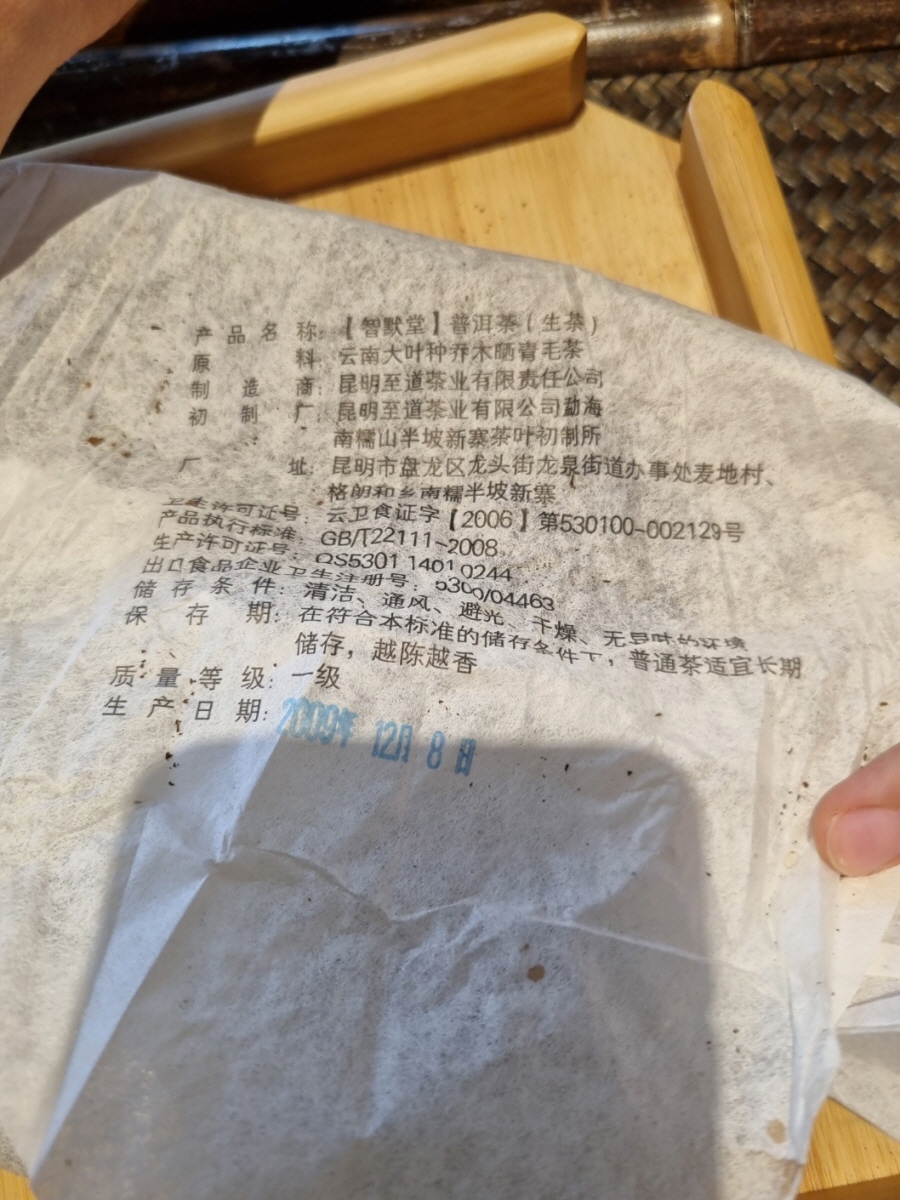 产品名称:【智默堂】普洱茶(生茶)
原料:云南大叶种乔木晒青毛茶
制造商:昆明至道茶业有限责任公司
初制厂:昆明至道茶业有限公司勐海
南糯山半坡新寨茶叶初制所
厂址:昆明市盘龙区龙头街龙泉街道办事处麦地村、
格朗和乡南糯半坡新寨
卫生许可证号:云卫食证字【2006】第530100-002129号
产品执行标准:GB/T22111-2008
生产许可证号:QS5301 1401 0244
出口食品企业卫生注册号:5300/04463
储存条件:清洁、通风、避光、干燥、无异味的环境
保存期:在符合本标准的储存条件下,普通茶适宜长期
储存,越陈越香
质量等级:一级
生产日期:2009年 12月 8日